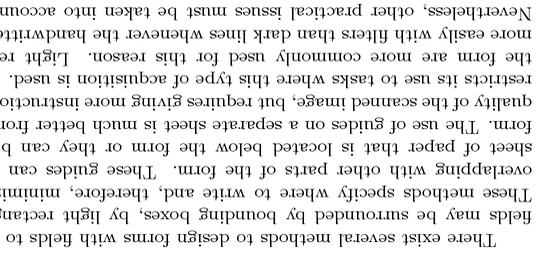 There exist several methods to design forms with fields to
fields may be surrounded by bounding boxes, by light rectang
These methods specify where to write and, therefore, minimiz
overlapping with other parts of the form. These guides can
sheet of paper that is located below the form or they can b
form. The use of guides on a separate sheet is much better from
quality of the scanned image, but requires giving more instructio
restricts its use to tasks where this type of acquisition is used.
the form are more commonly used for this reason. Light re
more easily with filters than dark lines whenever the handwritt
Nevertheless, other practical issues must be taken into accoun